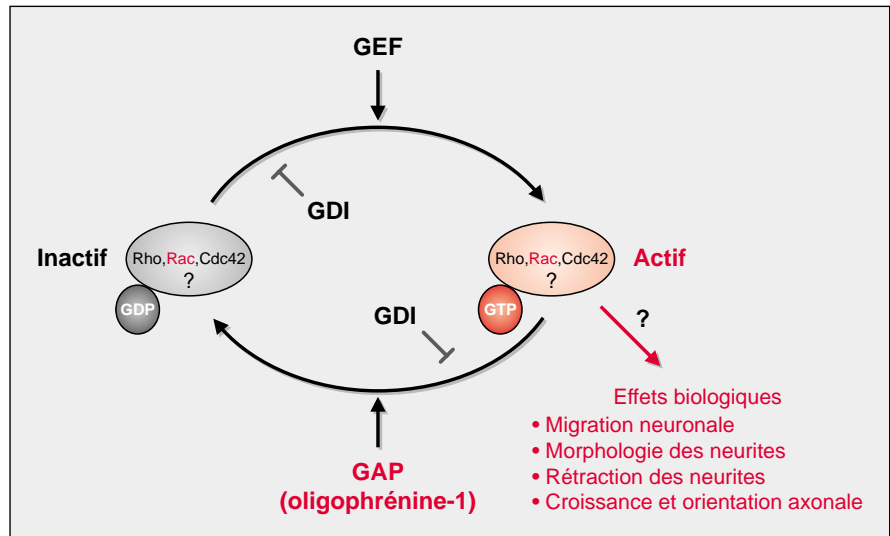 GEF
GDI
Inactif
Rho,Rac,Cdc42
?
GDP
Rho,Rac,Cdc42
?
GTP
Actif
GDI
?
GAP
(oligophrénine-1)
Effets biologiques
• Migration neuronale
• Morphologie des neurites
• Rétraction des neurites
• Croissance et orientation axonale